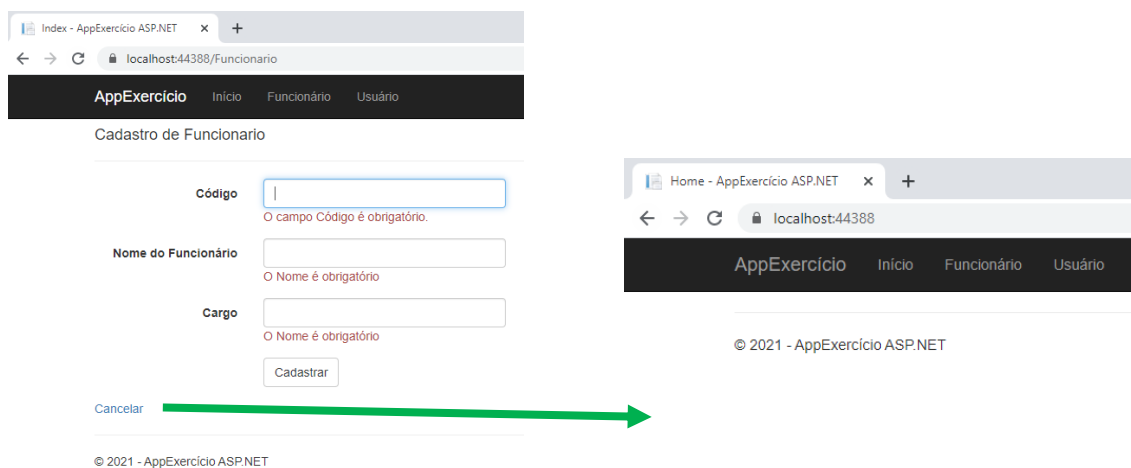 Index - AppExercício ASP.NET
localhost:44388/Funcionario
AppExercício Início Funcionário Usuário
Cadastro de Funcionario
Código
O campo Código é obrigatório.
Nome do Funcionário
O Nome é obrigatório
Cargo
O Nome é obrigatório
Cadastrar
Cancelar
© 2021 - AppExercício ASP.NET
Home - AppExercício ASP.NET
localhost:44388
AppExercício Início Funcionário Usuário
© 2021 - AppExercício ASP.NET